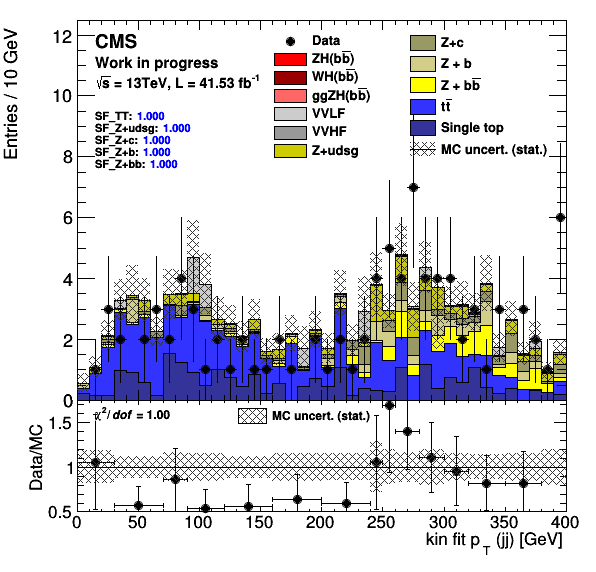 CMS
Work in progress
√s = 13TeV, L = 41.53 fb⁻¹
SF_TT: 1.000
SF_Z+udsg: 1.000
SF_Z+c: 1.000
SF_Z+b: 1.000
SF_Z+bb: 1.000
Data
ZH(bb̅)
WH(bb̅)
ggZH(bb̅)
VVLF
VVHF
Z+udsg
Z+c
Z + b
Z + bb̅
tt̅
Single top
MC uncert. (stat.)
Entries / 10 GeV
12
10
8
6
4
2
0
χ²/ dof = 1.00
MC uncert. (stat.)
Data/MC
1.5
1
0.5
0 50 100 150 200 250 300 350 400
kin fit p_T (jj) [GeV]